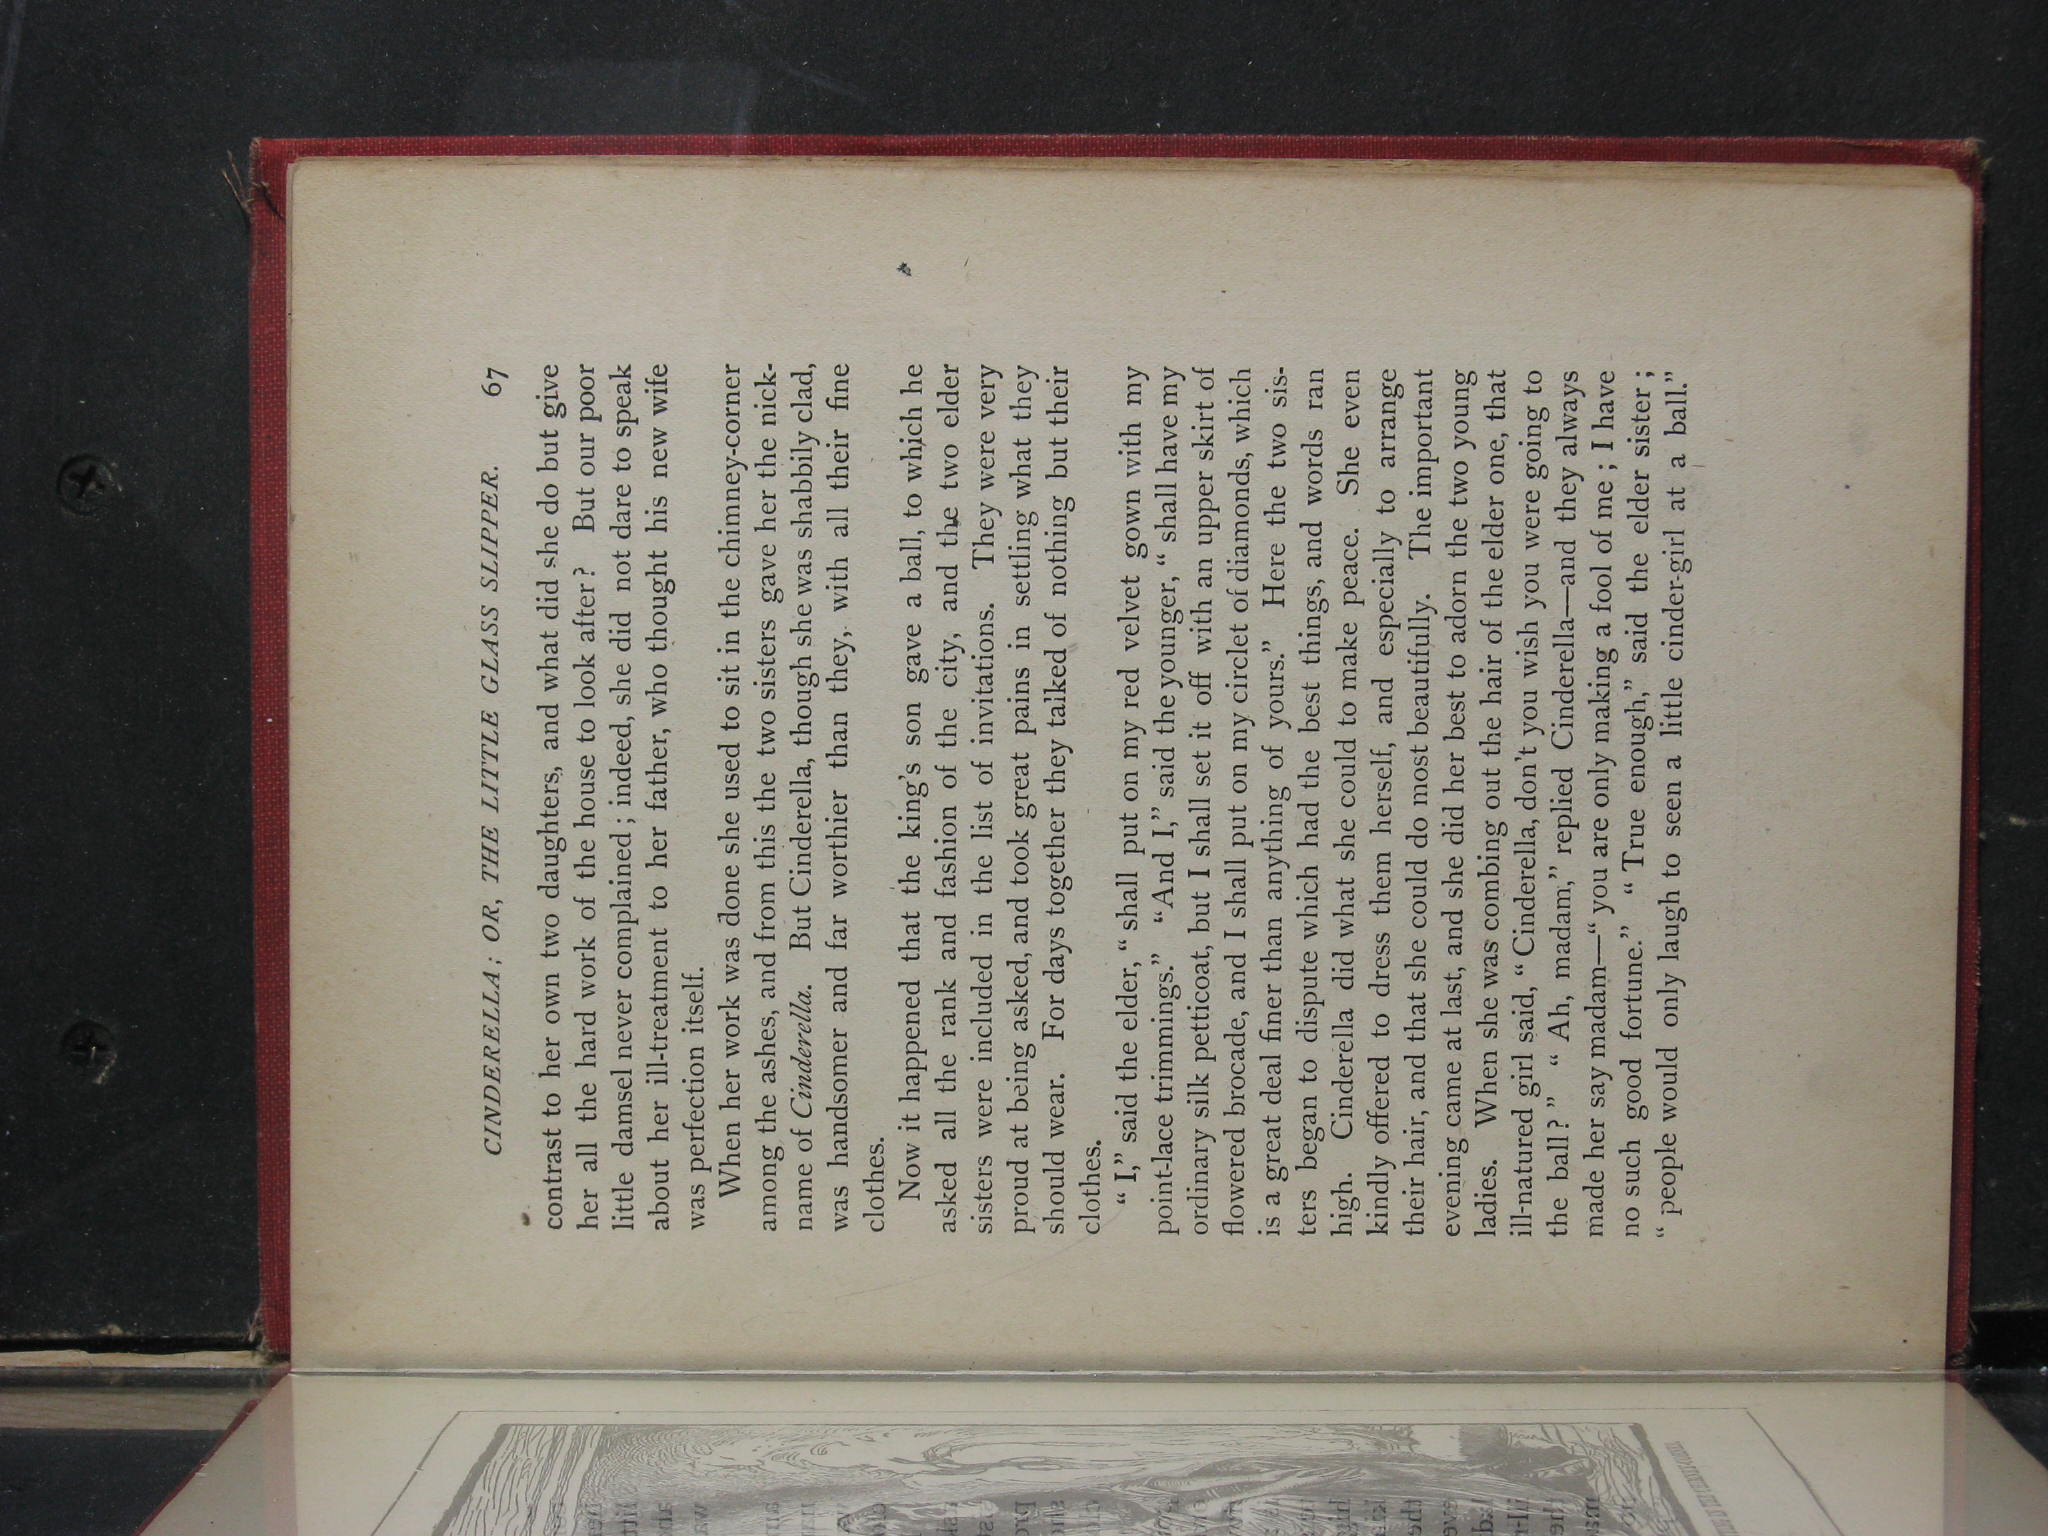 CINDERELLA; OR, THE LITTLE GLASS SLIPPER. 67
contrast to her own two daughters, and what did she do but give
her all the hard work of the house to look after? But our poor
little damsel never complained; indeed, she did not dare to speak
about her ill-treatment to her father, who thought his new wife
was perfection itself.
When her work was done she used to sit in the chimney-corner
among the ashes, and from this the two sisters gave her the nick-
name of Cinderella. But Cinderella, though she was shabbily clad,
was handsomer and far worthier than they, with all their fine
clothes.
Now it happened that the king's son gave a ball, to which he
asked all the rank and fashion of the city, and the two elder
sisters were included in the list of invitations. They were very
proud at being asked, and took great pains in settling what they
should wear. For days together they talked of nothing but their
clothes.
"I," said the elder, "shall put on my red velvet gown with my
point-lace trimmings." "And I," said the younger, "shall have my
ordinary silk petticoat, but I shall set it off with an upper skirt of
flowered brocade, and I shall put on my circlet of diamonds, which
is a great deal finer than anything of yours." Here the two sis-
ters began to dispute which had the best things, and words ran
high. Cinderella did what she could to make peace. She even
kindly offered to dress them herself, and especially to arrange
their hair, and that she could do most beautifully. The important
evening came at last, and she did her best to adorn the two young
ladies. When she was combing out the hair of the elder one, that
ill-natured girl said, "Cinderella, don't you wish you were going to
the ball?" "Ah, madam," replied Cinderella—and they always
made her say madam—"you are only making a fool of me; I have
no such good fortune." "True enough," said the elder sister;
"people would only laugh to seen a little cinder-girl at a ball."